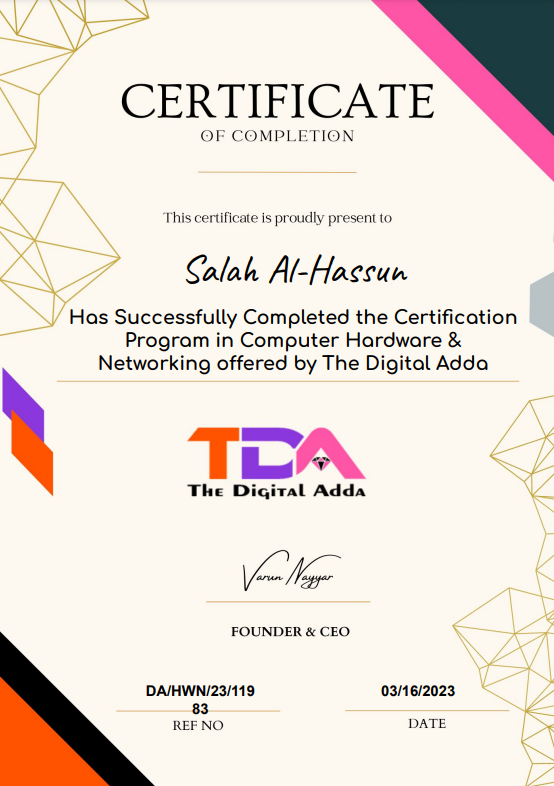 CERTIFICATE
OF COMPLETION
This certificate is proudly present to
Salah Al-Hassun
Has Successfully Completed the Certification
Program in Computer Hardware &
Networking offered by The Digital Adda
TDA
The Digital Adda
Varun Nayyar
FOUNDER & CEO
DA/HWN/23/119
83
REF NO
03/16/2023
DATE